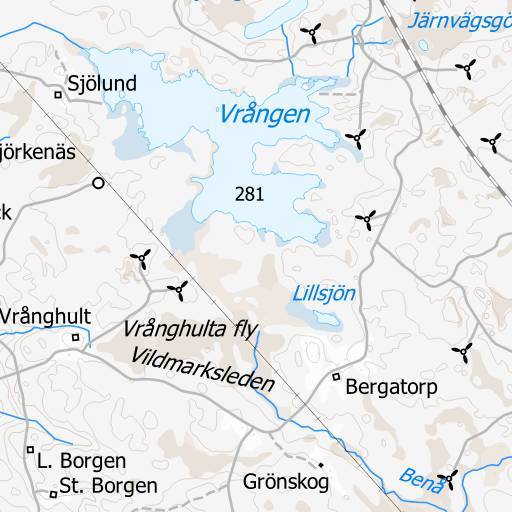 Järnvägsgö
Sjölund
Vrången
jörkenäs
281
ck
Lillsjön
Vrånghult
Vrånghulta fly
Vildmarksleden
Bergatorp
L. Borgen
St. Borgen
Grönskog
Benå